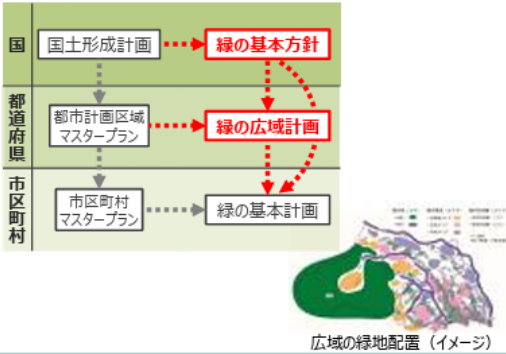 国
国土形成計画
緑の基本方針
都道府県
都市計画区域
マスタープラン
緑の広域計画
市区町村
市区町村
マスタープラン
緑の基本計画
広域の緑地配置（イメージ）